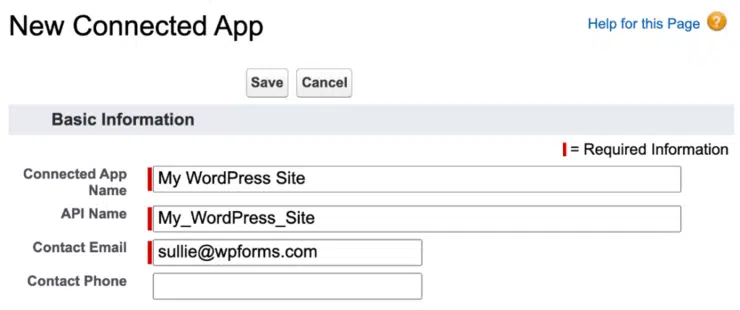 New Connected App
Help for this Page ?
Save Cancel
Basic Information
= Required Information
Connected App
Name
My WordPress Site
API Name My_WordPress_Site
Contact Email sullie@wpforms.com
Contact Phone